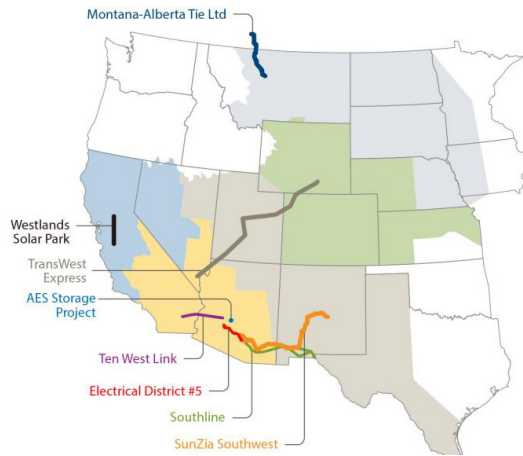 Montana-Alberta Tie Ltd
Westlands
Solar Park
TransWest
Express
AES Storage
Project
Ten West Link
Electrical District #5
Southline
SunZia Southwest